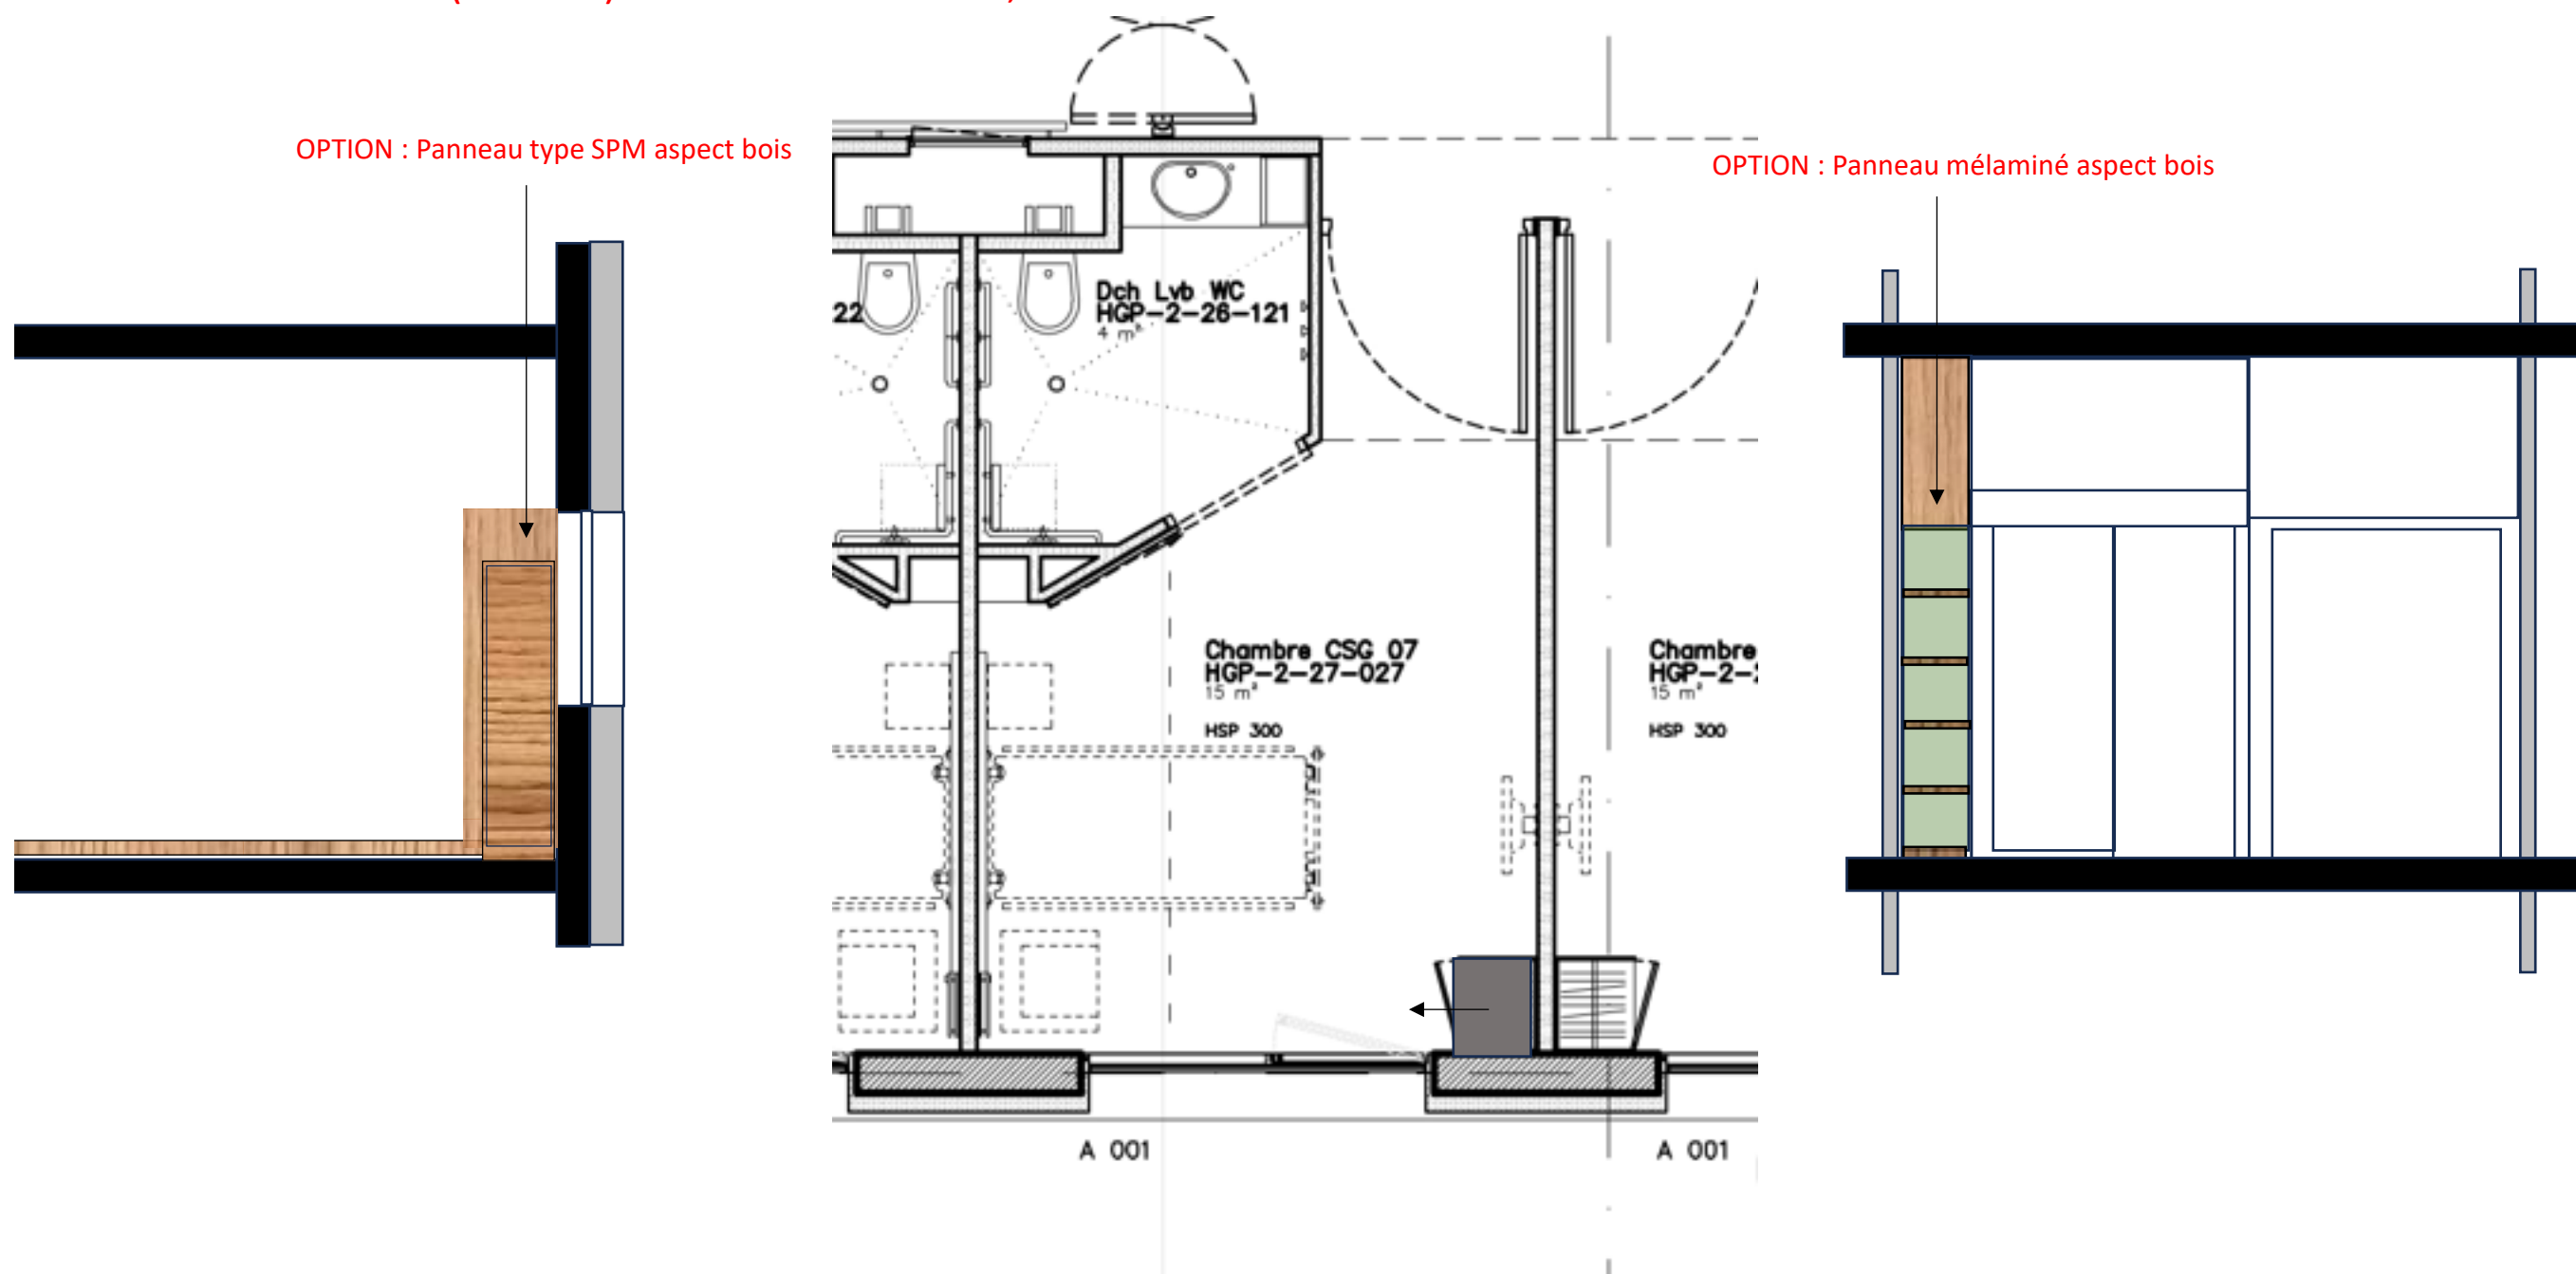 OPTION : Panneau type SPM aspect bois
OPTION : Panneau mélaminé aspect bois
Dch Lvb WC
HGP-2-26-121
4 m²
22
Chambre CSG 07
HGP-2-27-027
15 m²
HSP 300
Chambre
HGP-2-
15 m²
HSP 300
A 001
A 001